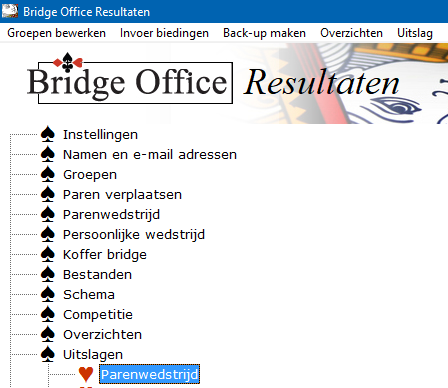 Bridge Office Resultaten
Groepen bewerken Invoer biedingen Back-up maken Overzichten Uitslag
Bridge Office Resultaten
Instellingen
Namen en e-mail adressen
Groepen
Paren verplaatsen
Parenwedstrijd
Persoonlijke wedstrijd
Koffer bridge
Bestanden
Schema
Competitie
Overzichten
Uitslagen
Parenwedstrijd